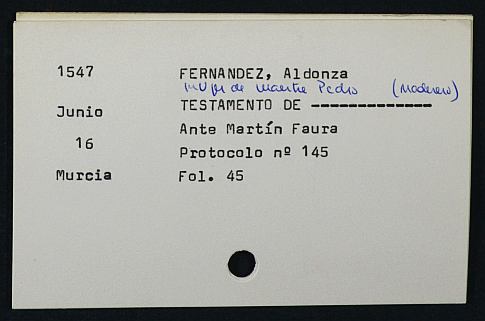 1547 FERNANDEZ, Aldonza
mujer de maestre Pedro (maderero)
Junio TESTAMENTO DE -------------
16 Ante Martín Faura
Protocolo nº 145
Murcia Fol. 45